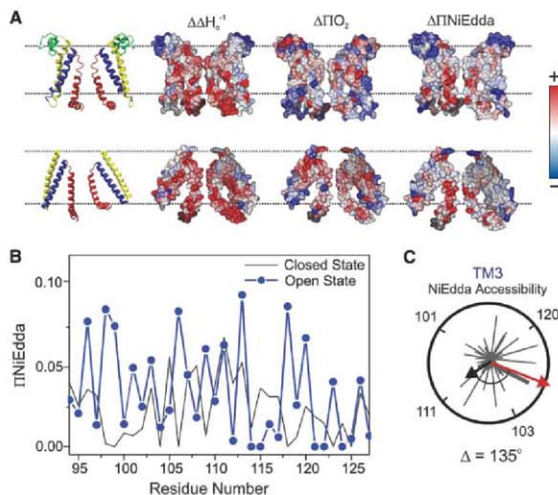 A
ΔΔH₀⁻¹
ΔΠO₂
ΔΠNiEdda
+
−
B
Closed State
Open State
ΠNiEdda
0.10
0.05
0.00
95 100 105 110 115 120 125
Residue Number
C
TM3
NiEdda Accessibility
101
120
111
103
Δ = 135°